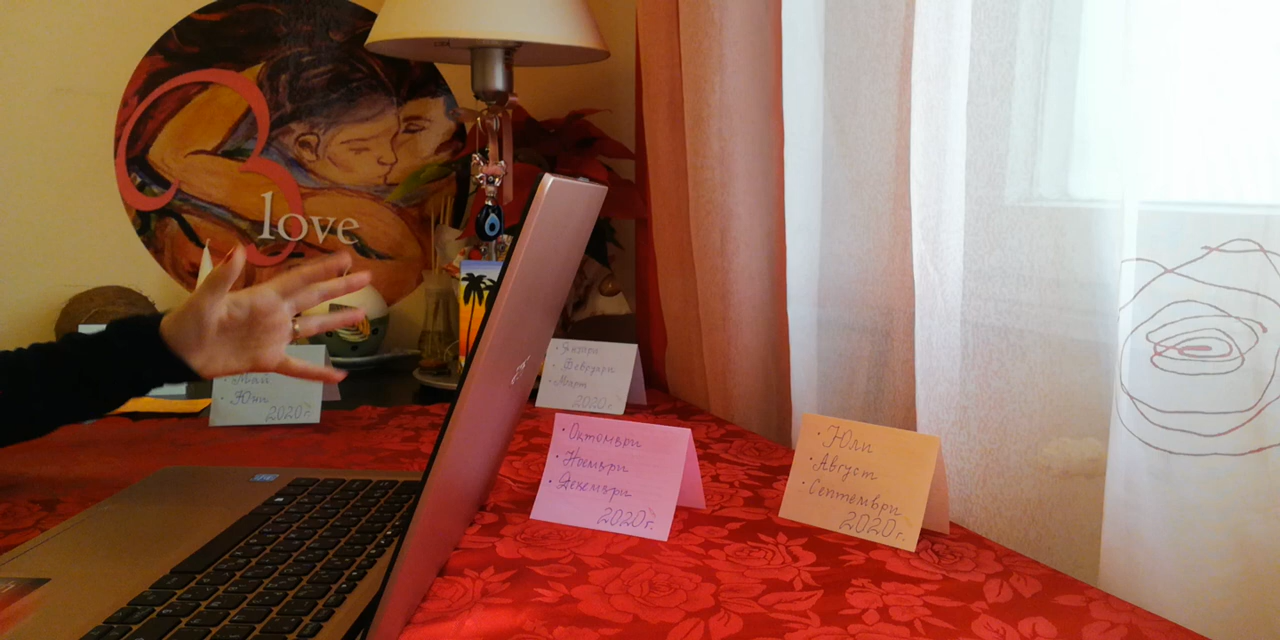 love
• Май
• Юни
2020г.
• Януари
• Февруари
• Март
2020г.
• Октомври
• Ноември
• Декември
2020г.
• Юли
• Август
• Септември
2020г.